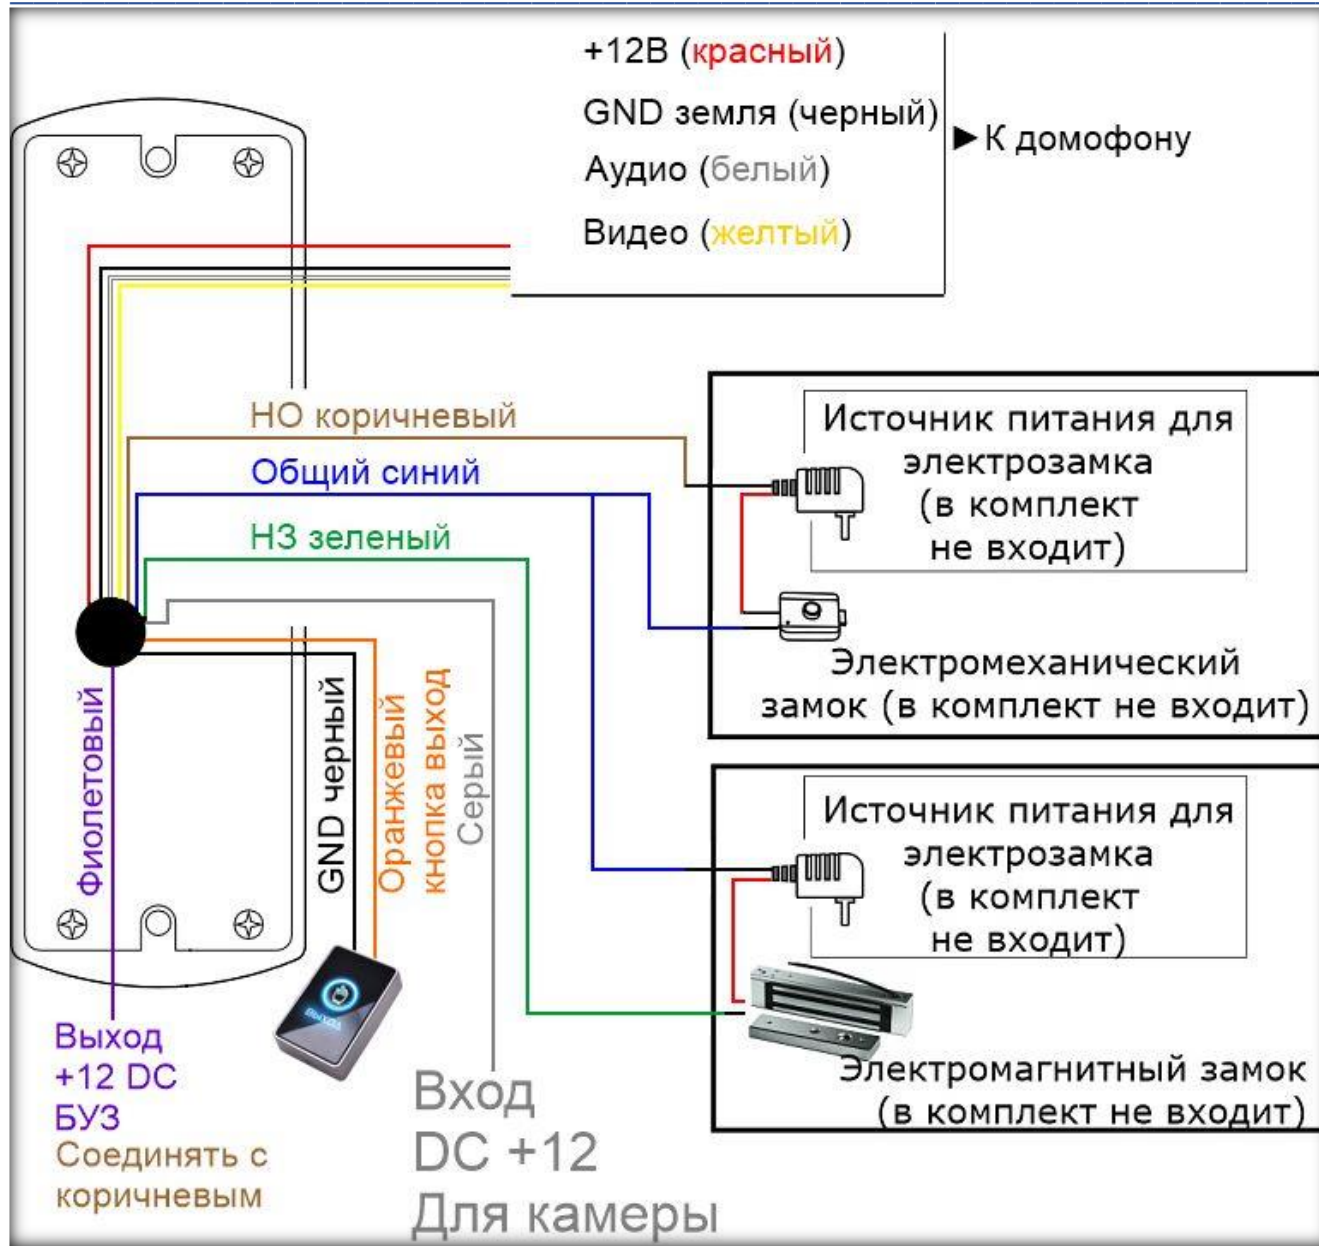 +12В (красный)
GND земля (черный)
Аудио (белый)
Видео (желтый)
К домофону
НО коричневый
Общий синий
НЗ зеленый
Источник питания для
электрозамка
(в комплект
не входит)
Электромеханический
замок (в комплект не входит)
Фиолетовый
GND черный
Оранжевый
кнопка выход
Серый
Источник питания для
электрозамка
(в комплект
не входит)
Электромагнитный замок
(в комплект не входит)
Выход
Выход
+12 DC
БУЗ
Соединять с
коричневым
Вход
DC +12
Для камеры